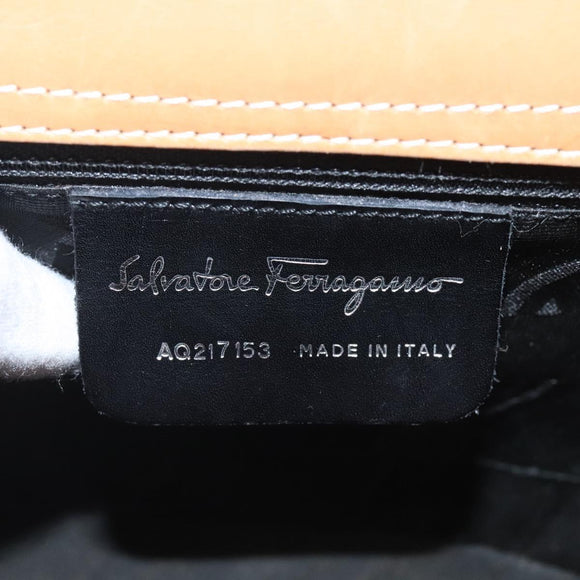 Salvatore Ferragamo
AQ217153 MADE IN ITALY